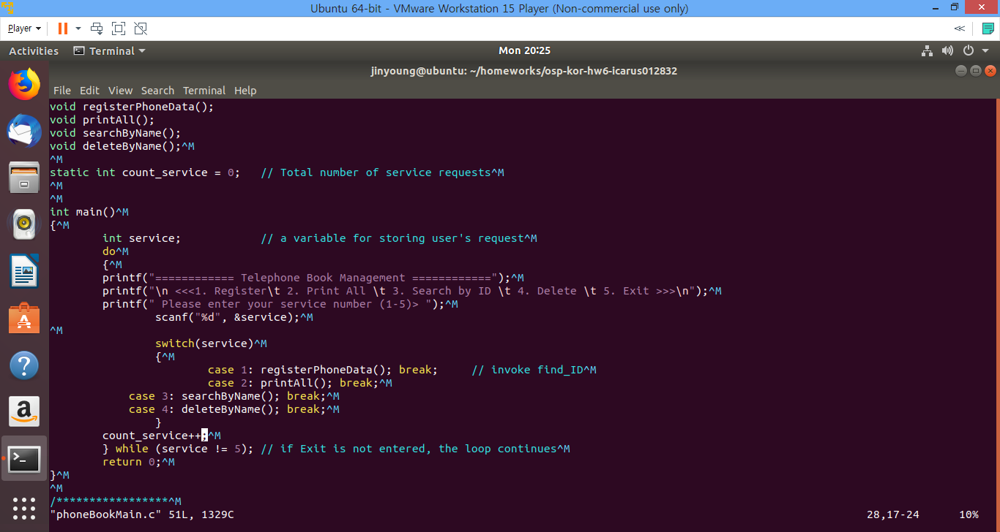 Ubuntu 64-bit - VMware Workstation 15 Player (Non-commercial use only)
Player
Activities Terminal Mon 20:25
jinyoung@ubuntu: ~/homeworks/osp-kor-hw6-icarus012832
File Edit View Search Terminal Help
void registerPhoneData();
void printAll();
void searchByName();
void deleteByName();^M
^M
static int count_service = 0;   // Total number of service requests^M
^M
^M
int main()^M
{^M
        int service;            // a variable for storing user's request^M
        do^M
        {^M
        printf("============ Telephone Book Management ============");^M
        printf("\n <<<1. Register\t 2. Print All \t 3. Search by ID \t 4. Delete \t 5. Exit >>>\n");^M
        printf(" Please enter your service number (1-5)> ");^M
                scanf("%d", &service);^M
^M
                switch(service)^M
                {^M
                        case 1: registerPhoneData(); break;     // invoke find_ID^M
                        case 2: printAll(); break;^M
            case 3: searchByName(); break;^M
            case 4: deleteByName(); break;^M
                }
        count_service++;^M
        } while (service != 5); // if Exit is not entered, the loop continues^M
        return 0;^M
}^M
^M
/*****************^M
"phoneBookMain.c" 51L, 1329C 28,17-24 10%